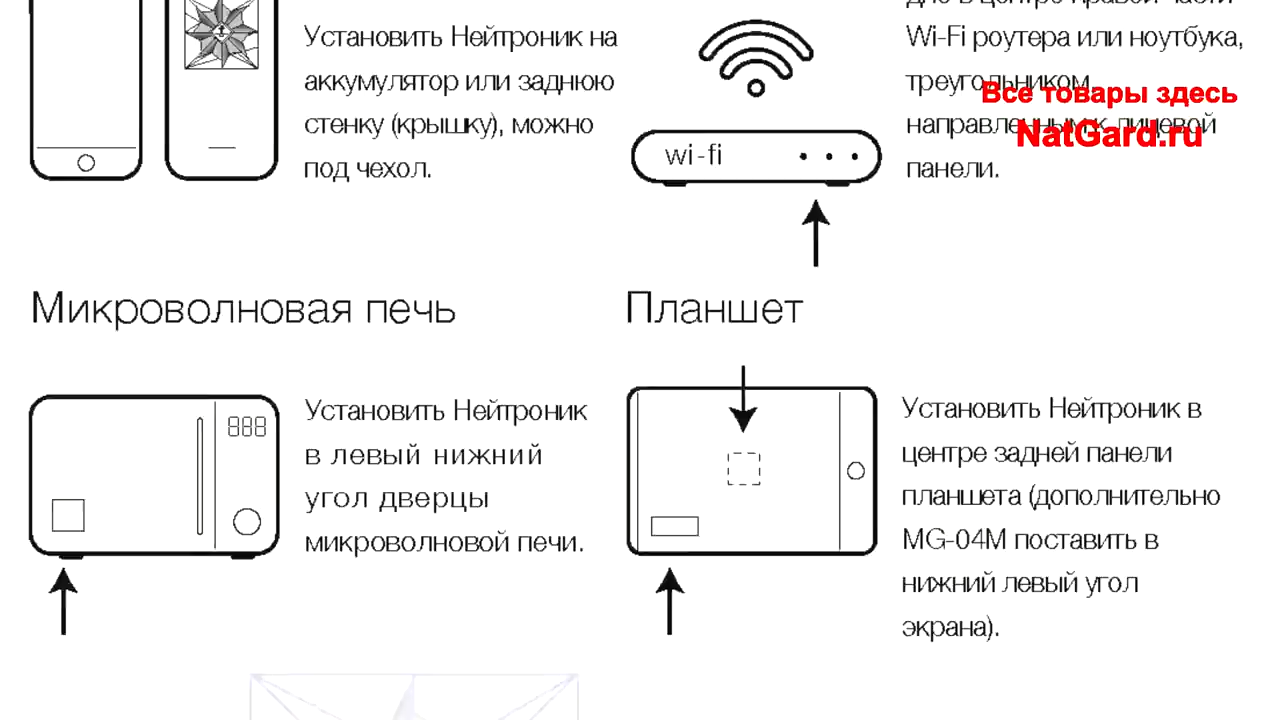 Установить Нейтроник на
аккумулятор или заднюю
стенку (крышку), можно
под чехол.
wi-fi
Wi-Fi роутера или ноутбука,
треугольником
направленным к лицевой
панели.
Все товары здесь
NatGard.ru
Микроволновая печь
888
Установить Нейтроник
в левый нижний
угол дверцы
микроволновой печи.
Планшет
Установить Нейтроник в
центре задней панели
планшета (дополнительно
MG-04M поставить в
нижний левый угол
экрана).